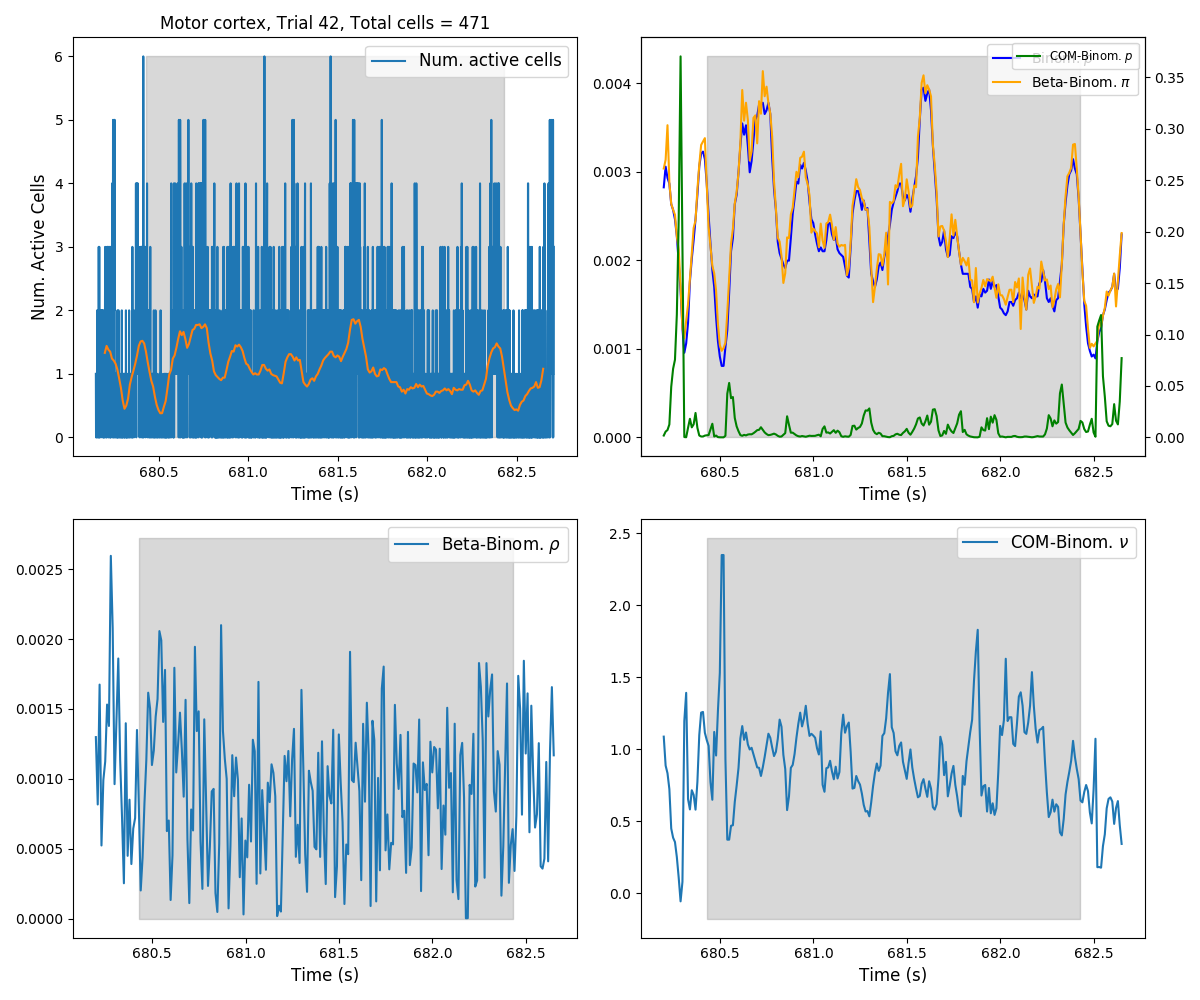 Motor cortex, Trial 42, Total cells = 471
Num. active cells
Num. Active Cells
6
5
4
3
2
1
0
680.5 681.0 681.5 682.0 682.5
Time (s)
COM-Binom. p
Beta-Binom. π
0.004
0.003
0.002
0.001
0.000
0.35
0.30
0.25
0.20
0.15
0.10
0.05
0.00
680.5 681.0 681.5 682.0 682.5
Time (s)
Beta-Binom. ρ
0.0025
0.0020
0.0015
0.0010
0.0005
0.0000
680.5 681.0 681.5 682.0 682.5
Time (s)
COM-Binom. ν
2.5
2.0
1.5
1.0
0.5
0.0
680.5 681.0 681.5 682.0 682.5
Time (s)